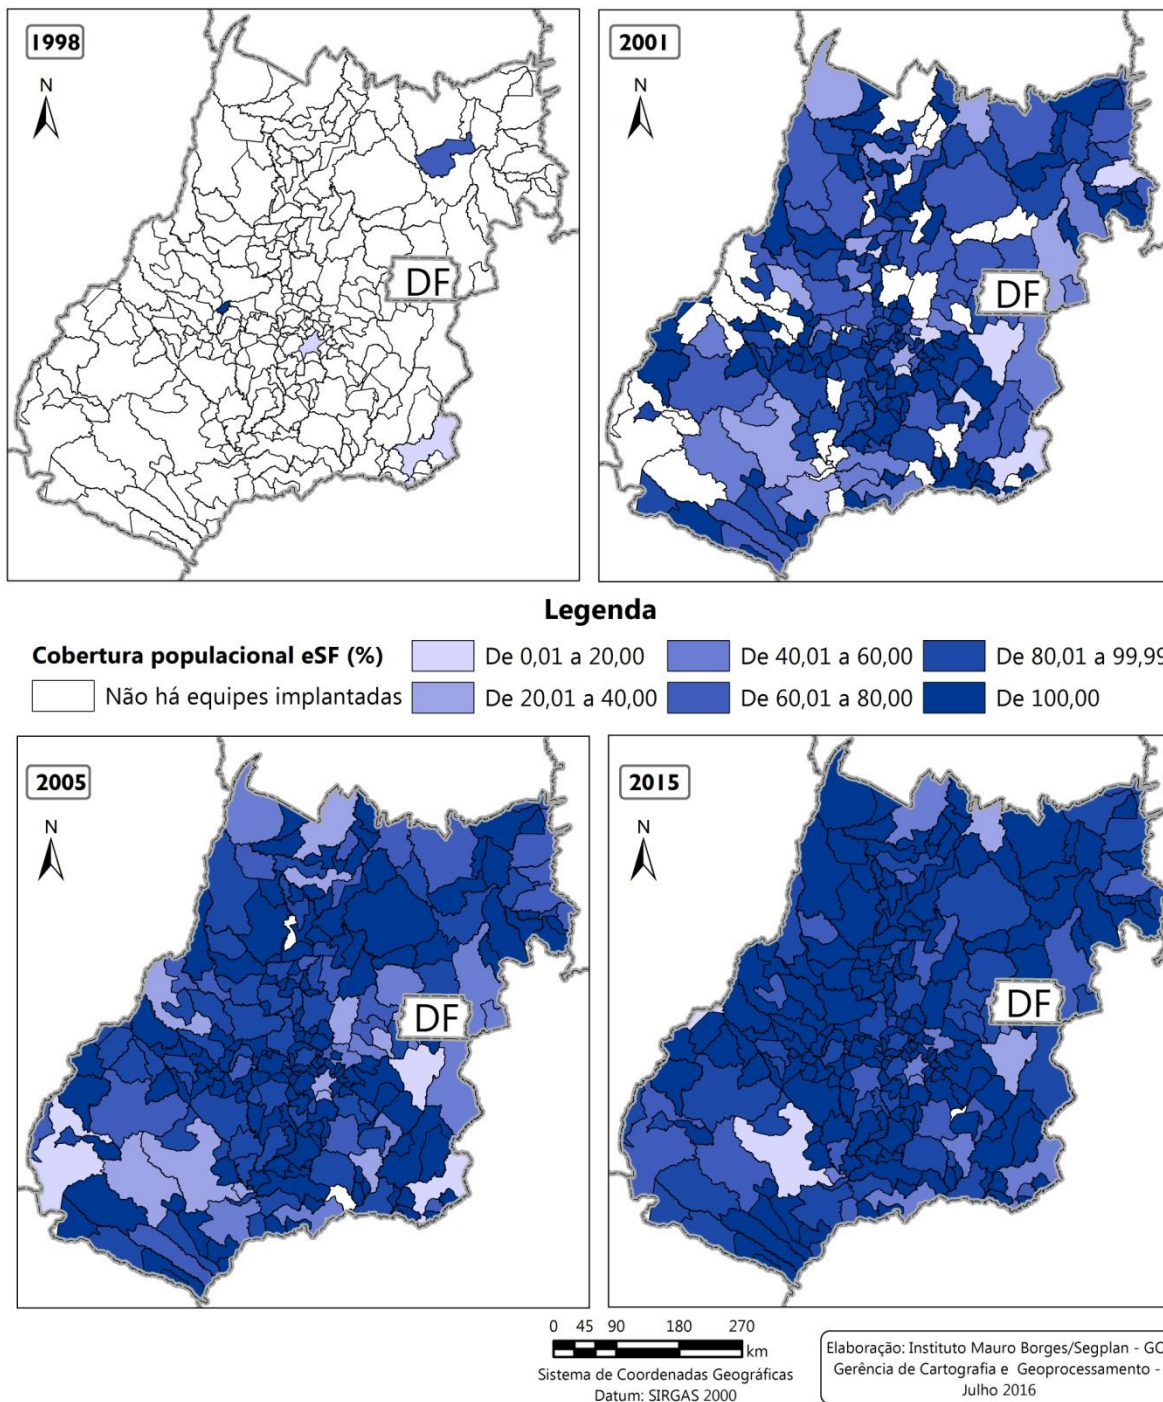 1998
N
DF
2001
N
DF
Legenda
Cobertura populacional eSF (%)
Não há equipes implantadas
De 0,01 a 20,00
De 20,01 a 40,00
De 40,01 a 60,00
De 60,01 a 80,00
De 80,01 a 99,99
De 100,00
2005
N
DF
2015
N
DF
0 45 90 180 270
km
Sistema de Coordenadas Geográficas
Datum: SIRGAS 2000
Elaboração: Instituto Mauro Borges/Segplan - GO
Gerência de Cartografia e Geoprocessamento -
Julho 2016